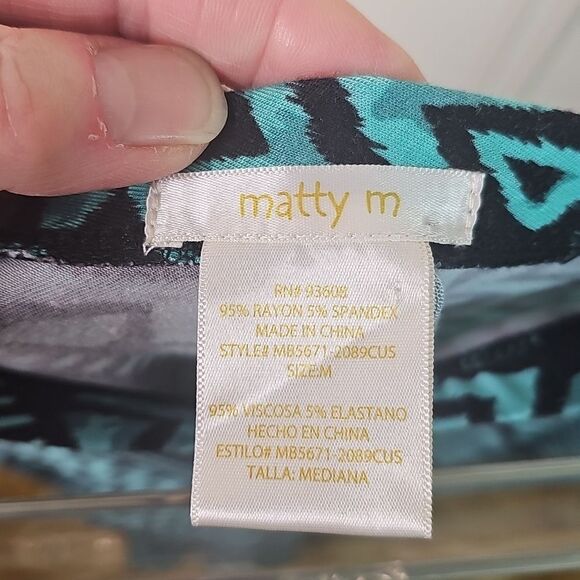 matty m
RN# 93608
95% RAYON 5% SPANDEX
MADE IN CHINA
STYLE# MB5671-2089CUS
SIZE:M
95% VISCOSA 5% ELASTANO
HECHO EN CHINA
ESTILO# MB5671-2089CUS
TALLA: MEDIANA